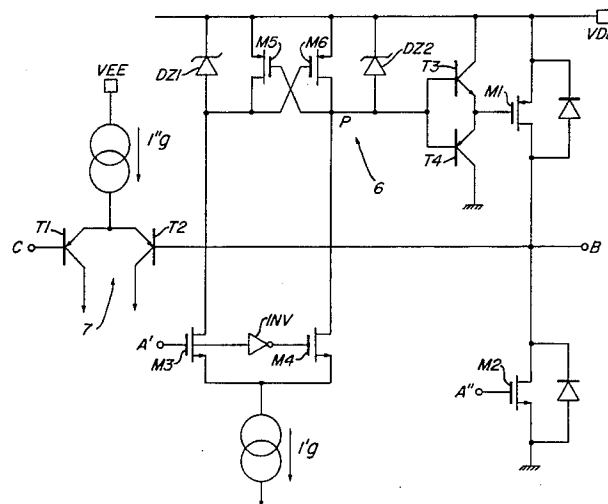 M5
M6
DZ1
DZ2
T3
VDD
VEE
M1
P
I"g
6
T4
T1
T2
C
B
7
INV
A'
M3
M4
M2
A"
I'g